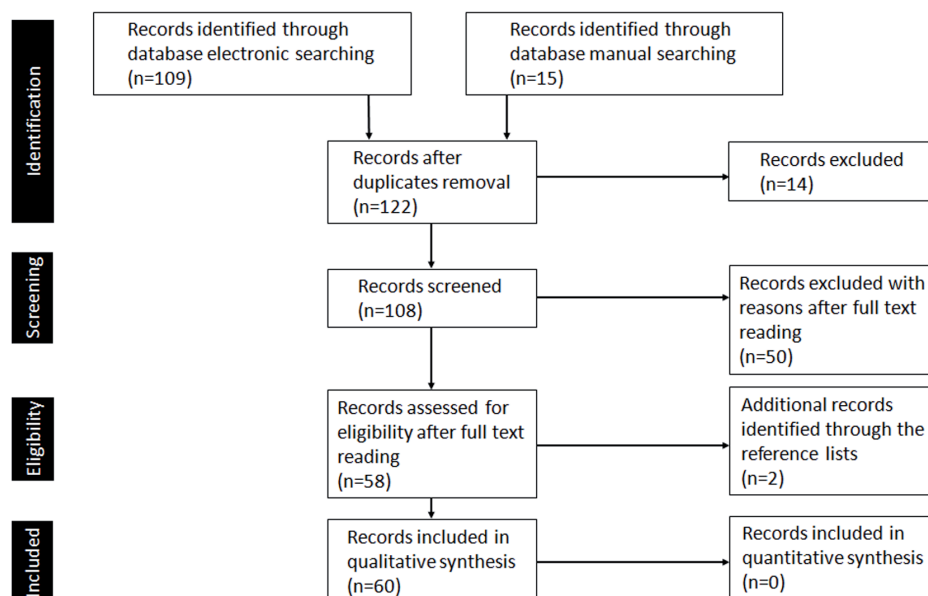 Identification
Records identified through
database electronic searching
(n=109)
Records identified through
database manual searching
(n=15)
Records after
duplicates removal
(n=122)
Records excluded
(n=14)
Screening
Records screened
(n=108)
Records excluded with
reasons after full text
reading
(n=50)
Eligibility
Records assessed for
eligibility after full text
reading
(n=58)
Additional records
identified through the
reference lists
(n=2)
Included
Records included in
qualitative synthesis
(n=60)
Records included in
quantitative synthesis
(n=0)